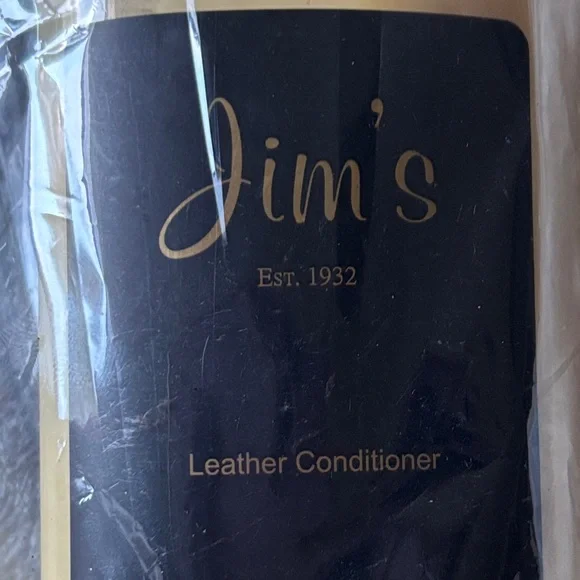 Jim's
Est. 1932
Leather Conditioner